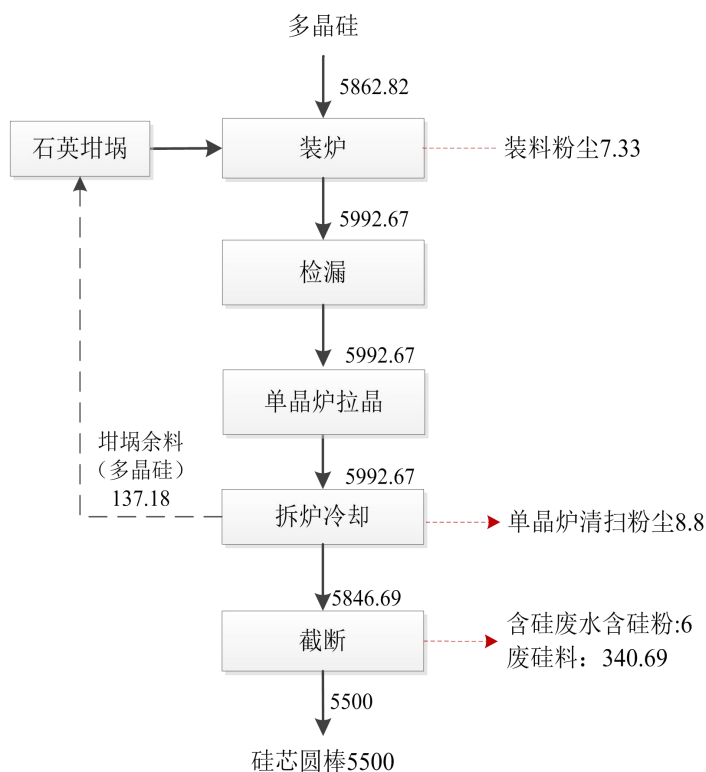 多晶硅
5862.82
石英坩埚
装炉
装料粉尘7.33
5992.67
检漏
5992.67
单晶炉拉晶
坩埚余料
（多晶硅）
137.18
5992.67
拆炉冷却
单晶炉清扫粉尘8.8
5846.69
截断
含硅废水含硅粉:6
废硅料：340.69
5500
硅芯圆棒5500